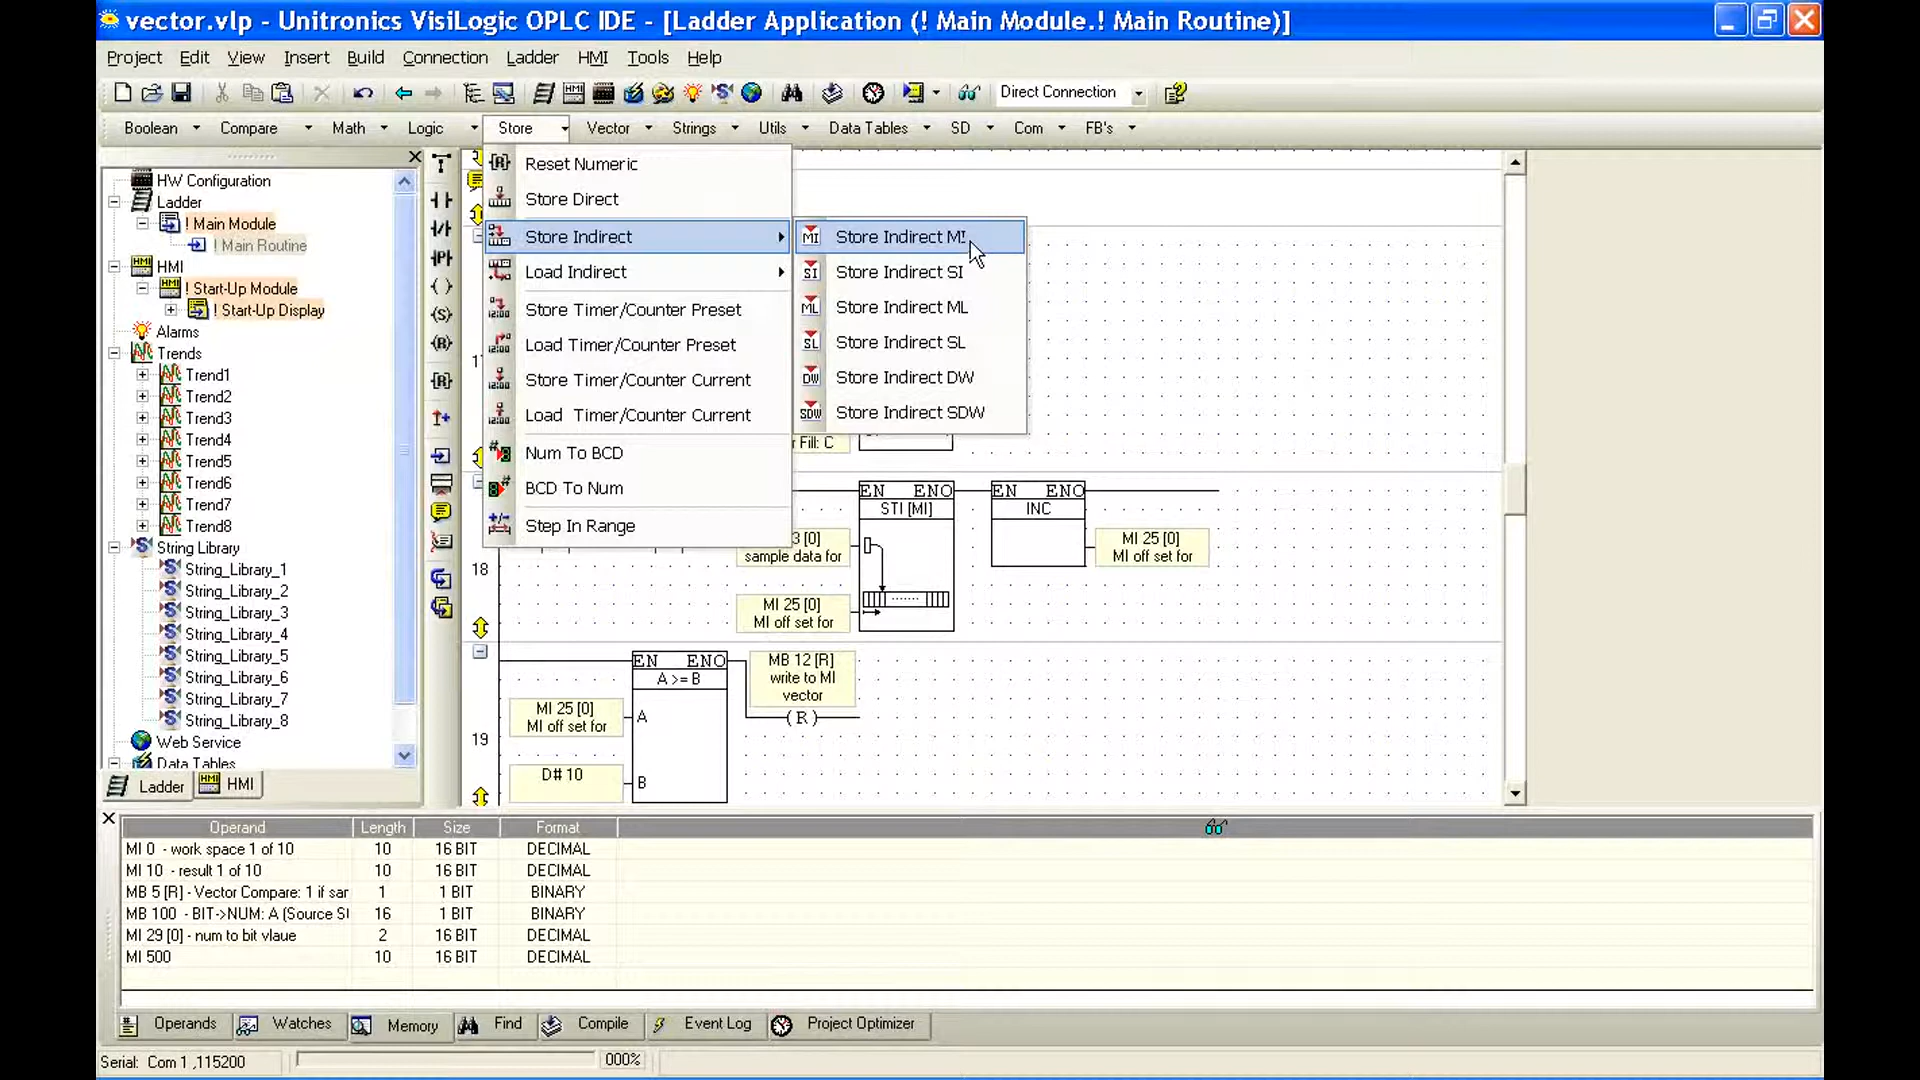 vector.vlp - Unitronics VisiLogic OPLC IDE - [Ladder Application (! Main Module.! Main Routine)]
Project Edit View Insert Build Connection Ladder HMI Tools Help
Direct Connection
Boolean Compare Math Logic Store Vector Strings Utils Data Tables SD Com FB's
HW Configuration
Ladder
! Main Module
! Main Routine
HMI
! Start-Up Module
! Start-Up Display
Alarms
Trends
Trend1
Trend2
Trend3
Trend4
Trend5
Trend6
Trend7
Trend8
String Library
String_Library_1
String_Library_2
String_Library_3
String_Library_4
String_Library_5
String_Library_6
String_Library_7
String_Library_8
Web Service
Data Tables
Ladder HMI
Reset Numeric
Store Direct
Store Indirect
Load Indirect
Store Timer/Counter Preset
Load Timer/Counter Preset
Store Timer/Counter Current
Load Timer/Counter Current
Num To BCD
BCD To Num
Step In Range
MI Store Indirect MI
SI Store Indirect SI
ML Store Indirect ML
SL Store Indirect SL
DW Store Indirect DW
SDW Store Indirect SDW
r Fill: C
EN ENO
STI [MI]
EN ENO
INC
3 [0]
sample data for
MI 25 [0]
MI off set for
18
MI 25 [0]
MI off set for
EN ENO
A >= B
MB 12 [R]
write to MI
vector
(R)
MI 25 [0]
MI off set for
A
19
D# 10
B
Operand Length Size Format
MI 0 - work space 1 of 10 10 16 BIT DECIMAL
MI 10 - result 1 of 10 10 16 BIT DECIMAL
MB 5 [R] - Vector Compare: 1 if sar 1 1 BIT BINARY
MB 100 - BIT->NUM: A (Source S 16 1 BIT BINARY
MI 29 [0] - num to bit vlaue 2 16 BIT DECIMAL
MI 500 10 16 BIT DECIMAL
Operands Watches Memory Find Compile Event Log Project Optimizer
Serial: Com 1 ,115200 000%